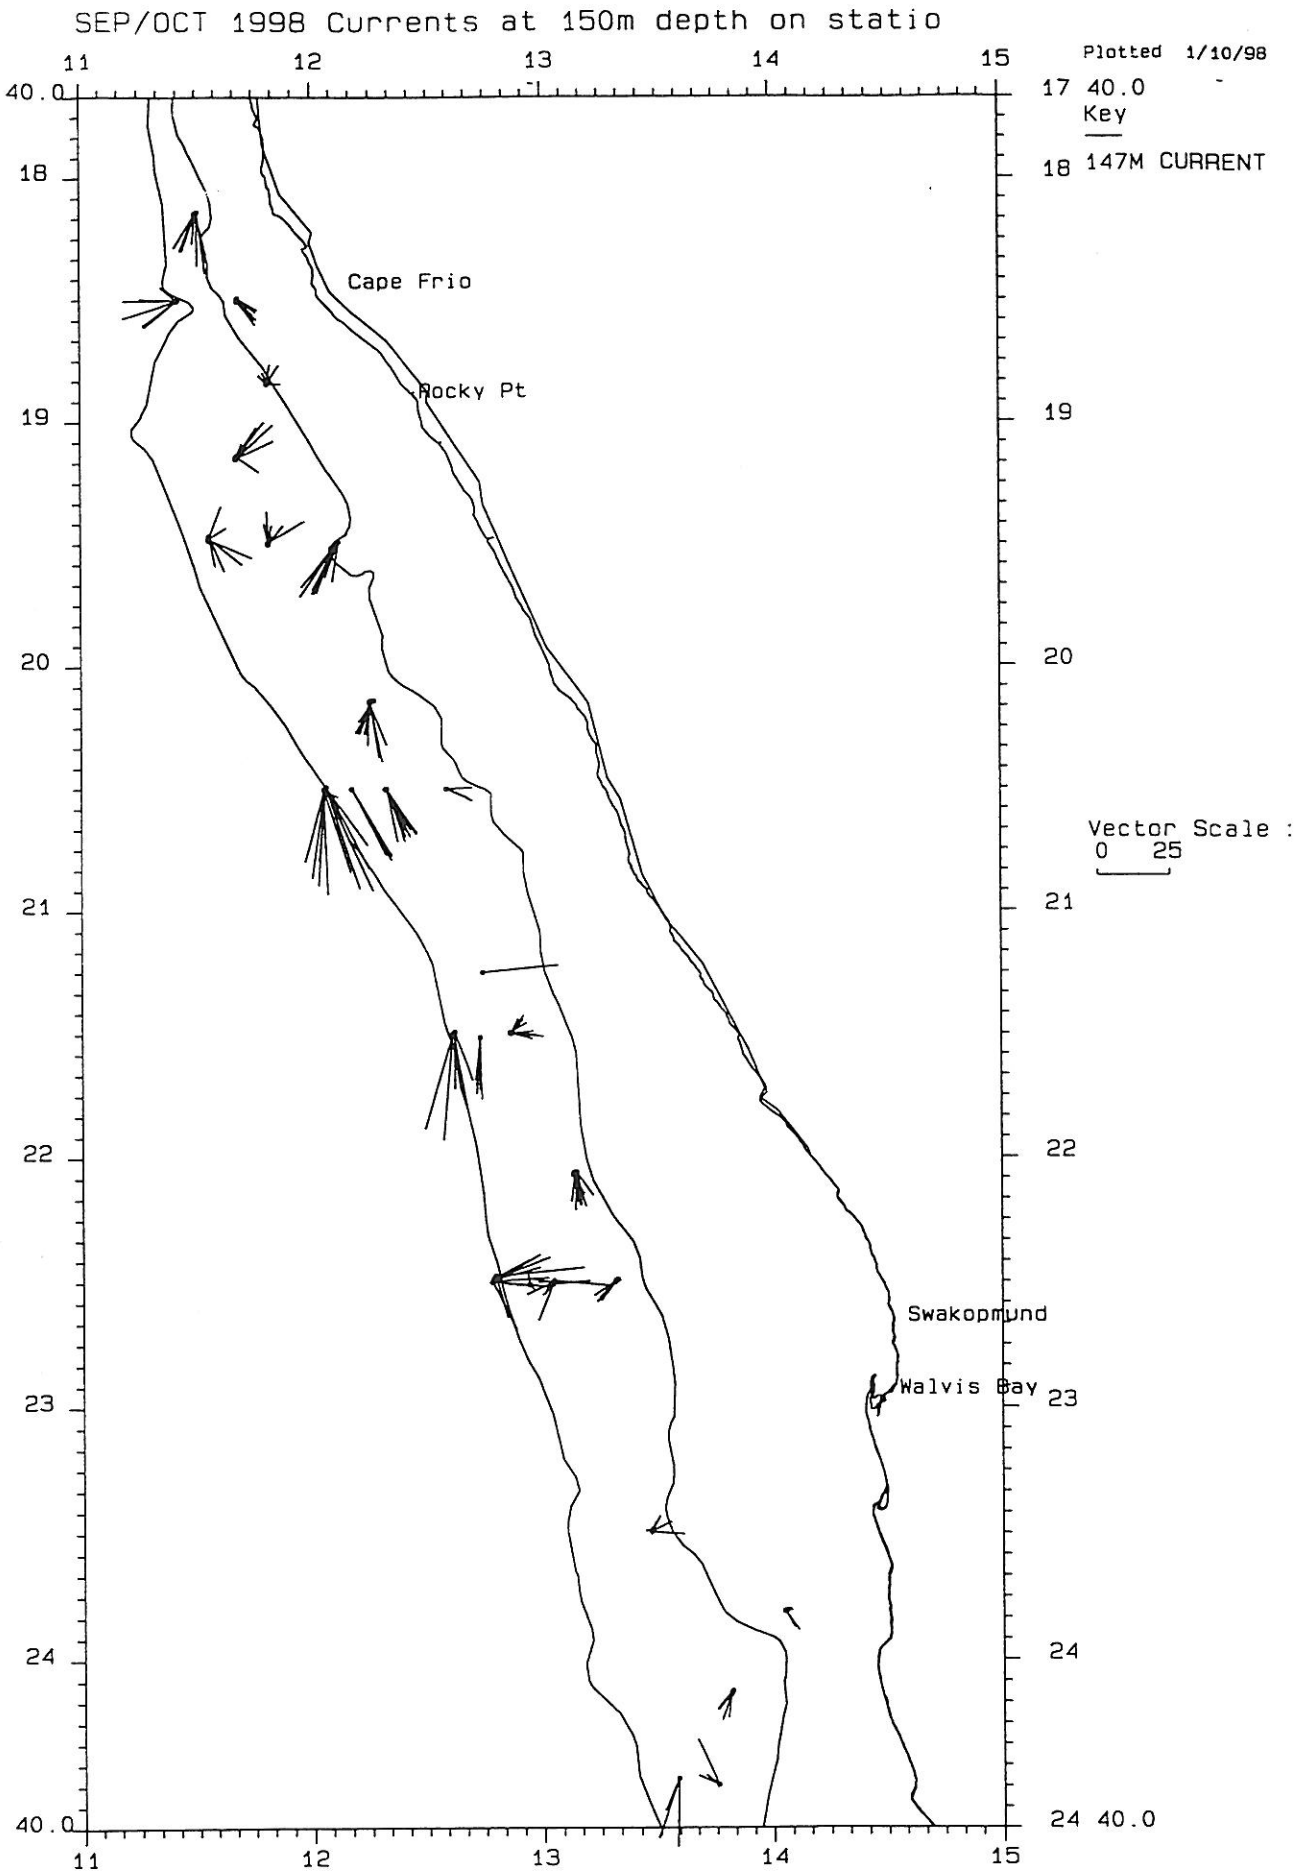 SEP/OCT 1998 Currents at 150m depth on statio
11 12 13 14 15
Plotted 1/10/98
40.0
17 40.0
Key
18
18 147M CURRENT
Cape Frio
Rocky Pt
19
19
20
20
Vector Scale :
0 25
21
21
22
22
Swakopmund
Walvis Bay
23
23
24
24
40.0
24 40.0
11 12 13 14 15